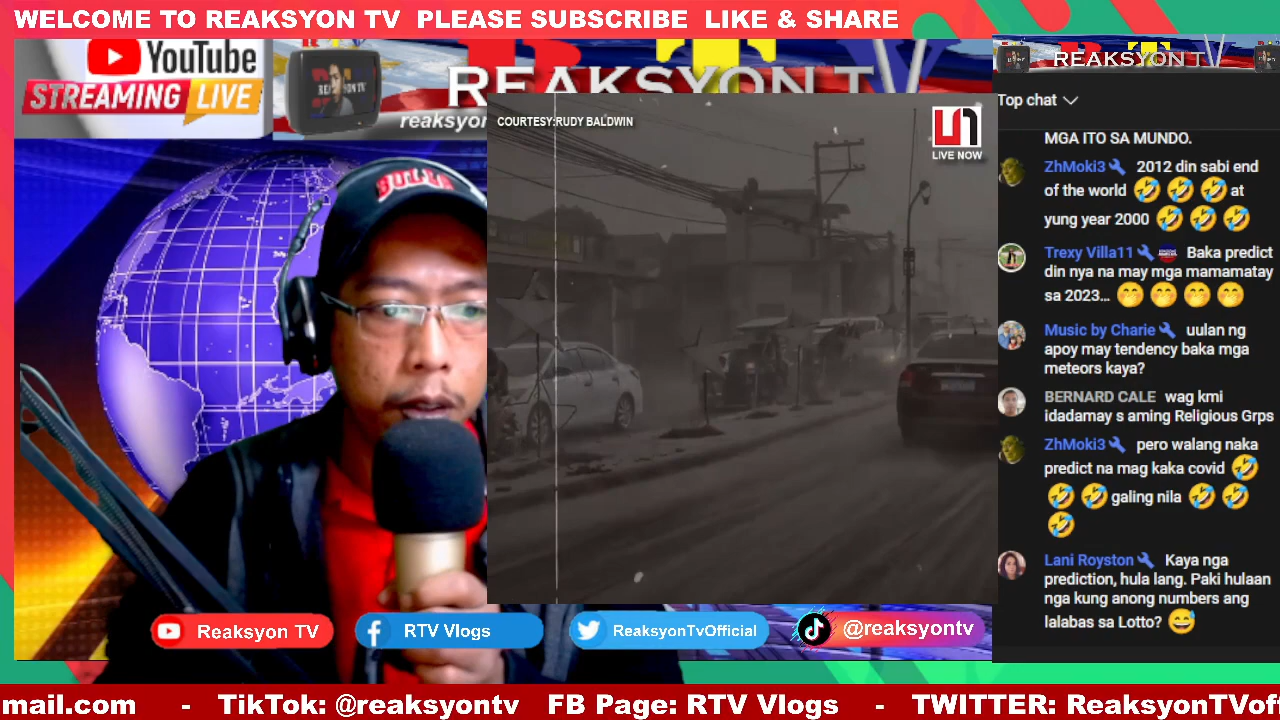 WELCOME TO REAKSYON TV  PLEASE SUBSCRIBE  LIKE & SHARE
YouTube
STREAMING LIVE
REAKSYON TV
reaksyon
COURTESY:RUDY BALDWIN
LIVE NOW
BULLS
REAKSYON TV
Top chat
MGA ITO SA MUNDO.
ZhMoki3 2012 din sabi end
of the world 🤣 🤣 🤣 at
yung year 2000 🤣 🤣 🤣
Trexy Villa11 Baka predict
din nya na may mga mamamatay
sa 2023... 🤭 🤭 🤭 🤭
Music by Charie uulan ng
apoy may tendency baka mga
meteors kaya?
BERNARD CALE wag kmi
idadamay s aming Religious Grps
ZhMoki3 pero walang naka
predict na mag kaka covid 🤣
🤣 🤣 galing nila 🤣 🤣
🤣
Lani Royston Kaya nga
prediction, hula lang. Paki hulaan
nga kung anong numbers ang
lalabas sa Lotto? 😅
Reaksyon TV
RTV Vlogs
ReaksyonTvOfficial
@reaksyontv
mail.com - TikTok: @reaksyontv FB Page: RTV Vlogs - TWITTER: ReaksyonTVof